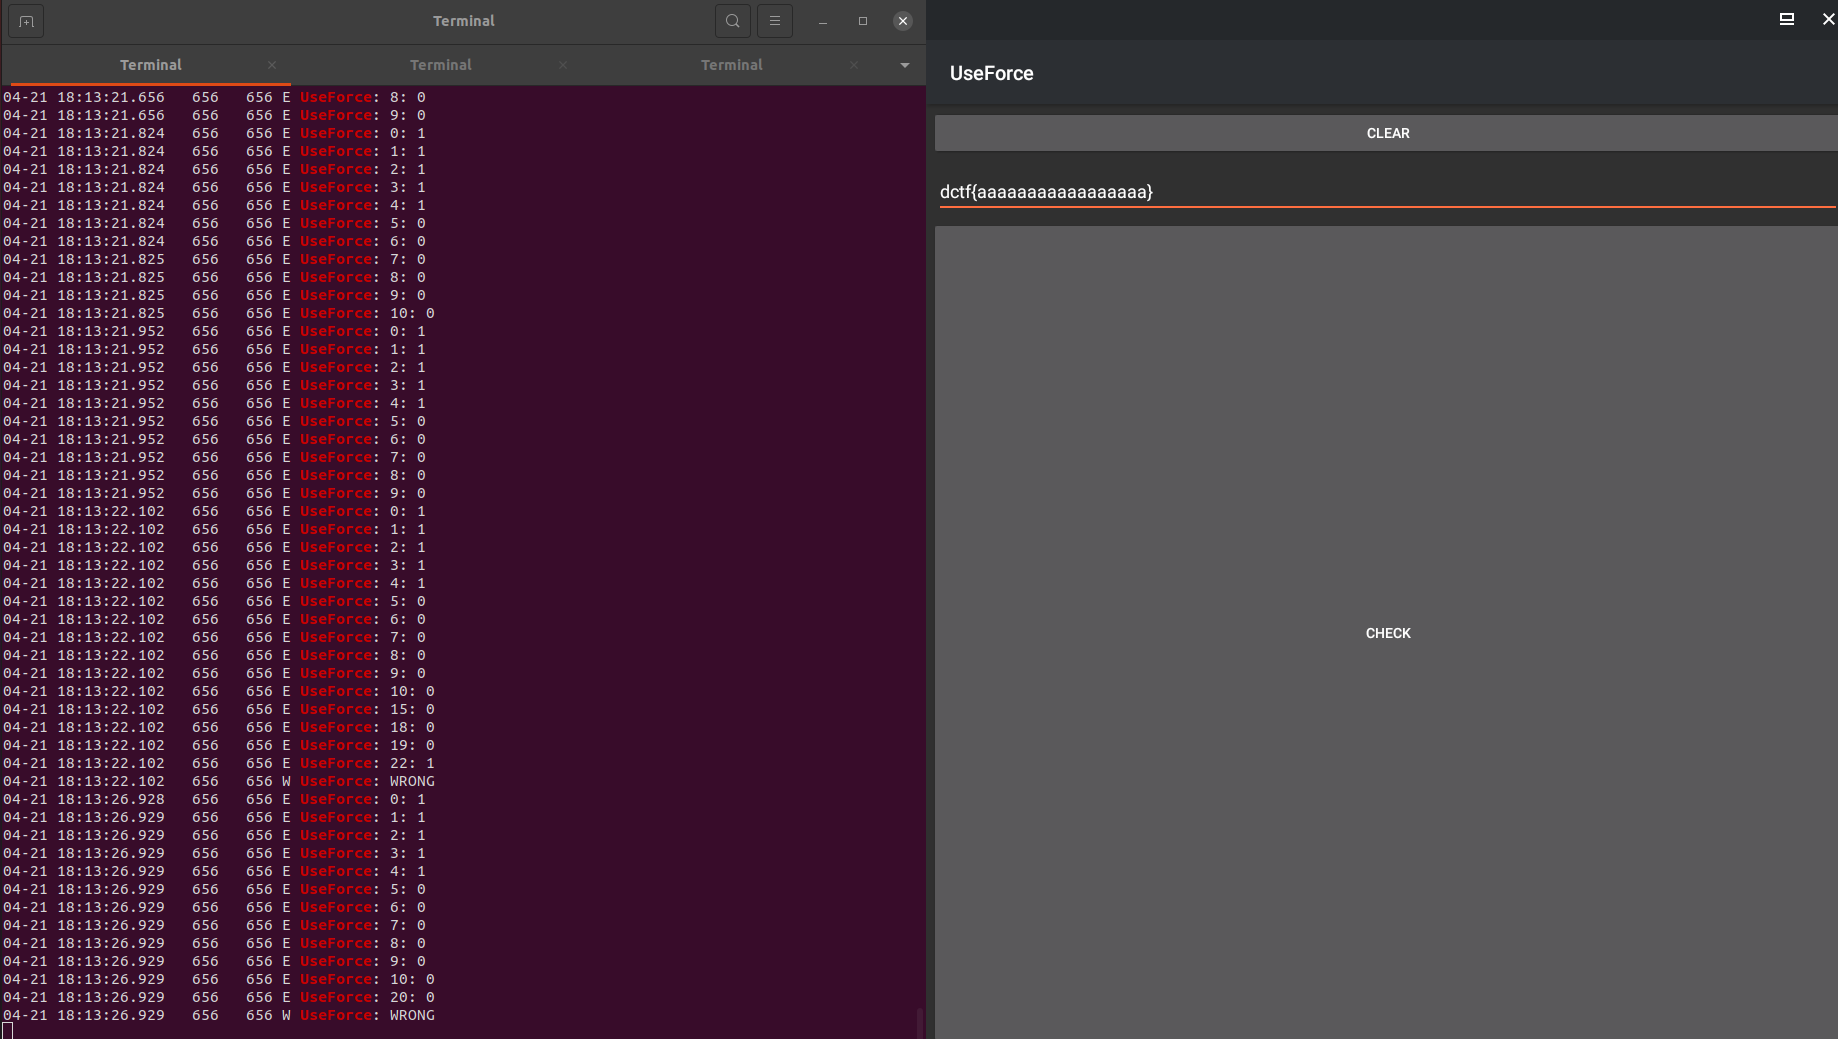 Terminal
Terminal
Terminal
Terminal
04-21 18:13:21.656 656 656 E UseForce: 8: 0
04-21 18:13:21.656 656 656 E UseForce: 9: 0
04-21 18:13:21.824 656 656 E UseForce: 0: 1
04-21 18:13:21.824 656 656 E UseForce: 1: 1
04-21 18:13:21.824 656 656 E UseForce: 2: 1
04-21 18:13:21.824 656 656 E UseForce: 3: 1
04-21 18:13:21.824 656 656 E UseForce: 4: 1
04-21 18:13:21.824 656 656 E UseForce: 5: 0
04-21 18:13:21.824 656 656 E UseForce: 6: 0
04-21 18:13:21.825 656 656 E UseForce: 7: 0
04-21 18:13:21.825 656 656 E UseForce: 8: 0
04-21 18:13:21.825 656 656 E UseForce: 9: 0
04-21 18:13:21.825 656 656 E UseForce: 10: 0
04-21 18:13:21.952 656 656 E UseForce: 0: 1
04-21 18:13:21.952 656 656 E UseForce: 1: 1
04-21 18:13:21.952 656 656 E UseForce: 2: 1
04-21 18:13:21.952 656 656 E UseForce: 3: 1
04-21 18:13:21.952 656 656 E UseForce: 4: 1
04-21 18:13:21.952 656 656 E UseForce: 5: 0
04-21 18:13:21.952 656 656 E UseForce: 6: 0
04-21 18:13:21.952 656 656 E UseForce: 7: 0
04-21 18:13:21.952 656 656 E UseForce: 8: 0
04-21 18:13:21.952 656 656 E UseForce: 9: 0
04-21 18:13:22.102 656 656 E UseForce: 0: 1
04-21 18:13:22.102 656 656 E UseForce: 1: 1
04-21 18:13:22.102 656 656 E UseForce: 2: 1
04-21 18:13:22.102 656 656 E UseForce: 3: 1
04-21 18:13:22.102 656 656 E UseForce: 4: 1
04-21 18:13:22.102 656 656 E UseForce: 5: 0
04-21 18:13:22.102 656 656 E UseForce: 6: 0
04-21 18:13:22.102 656 656 E UseForce: 7: 0
04-21 18:13:22.102 656 656 E UseForce: 8: 0
04-21 18:13:22.102 656 656 E UseForce: 9: 0
04-21 18:13:22.102 656 656 E UseForce: 10: 0
04-21 18:13:22.102 656 656 E UseForce: 15: 0
04-21 18:13:22.102 656 656 E UseForce: 18: 0
04-21 18:13:22.102 656 656 E UseForce: 19: 0
04-21 18:13:22.102 656 656 E UseForce: 22: 1
04-21 18:13:22.102 656 656 W UseForce: WRONG
04-21 18:13:26.928 656 656 E UseForce: 0: 1
04-21 18:13:26.929 656 656 E UseForce: 1: 1
04-21 18:13:26.929 656 656 E UseForce: 2: 1
04-21 18:13:26.929 656 656 E UseForce: 3: 1
04-21 18:13:26.929 656 656 E UseForce: 4: 1
04-21 18:13:26.929 656 656 E UseForce: 5: 0
04-21 18:13:26.929 656 656 E UseForce: 6: 0
04-21 18:13:26.929 656 656 E UseForce: 7: 0
04-21 18:13:26.929 656 656 E UseForce: 8: 0
04-21 18:13:26.929 656 656 E UseForce: 9: 0
04-21 18:13:26.929 656 656 E UseForce: 10: 0
04-21 18:13:26.929 656 656 E UseForce: 20: 0
04-21 18:13:26.929 656 656 W UseForce: WRONG
UseForce
CLEAR
dctf{aaaaaaaaaaaaaaaaa}
CHECK